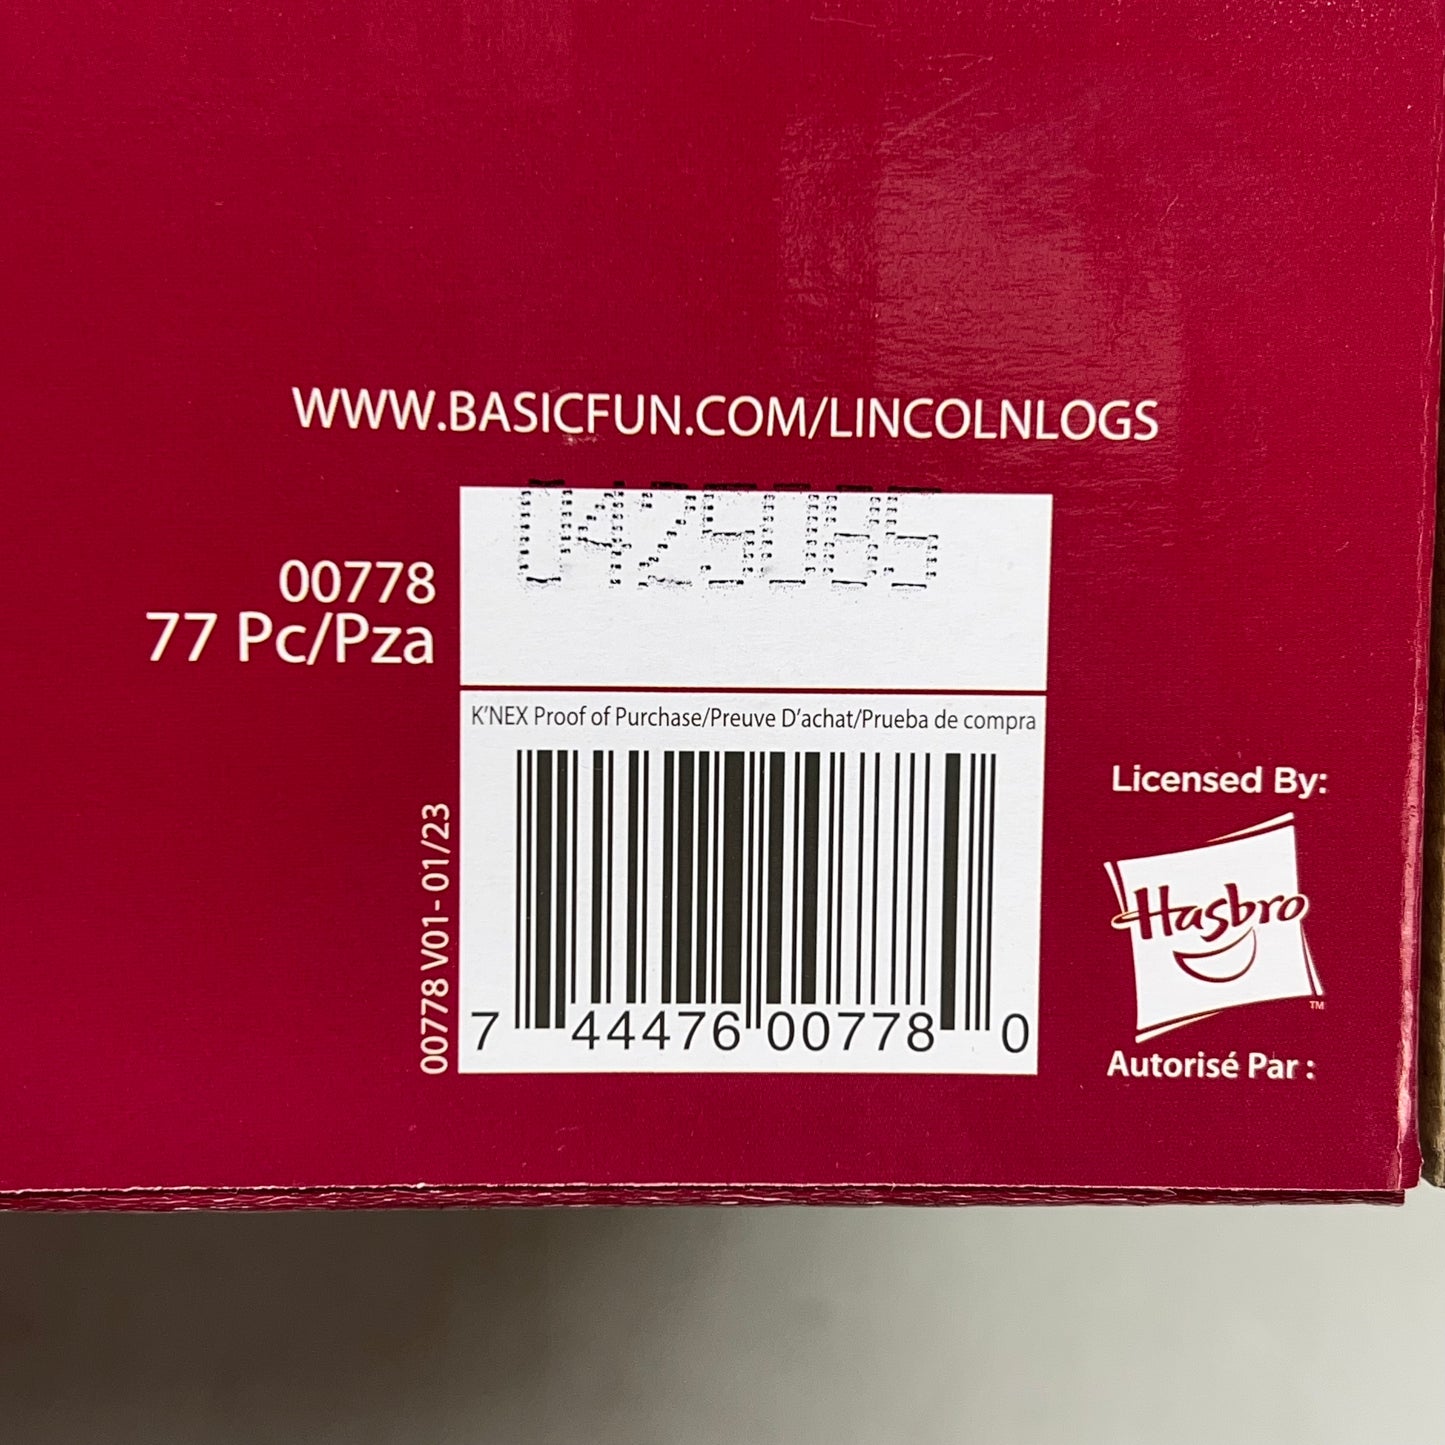 WWW.BASICFUN.COM/LINCOLNLOGS
00778
77 Pc/Pza
K'NEX Proof of Purchase/Preuve D'achat/Prueba de compra
00778 V01- 01/23
7 44476 00778 0
Licensed By:
Hasbro
TM
Autorisé Par :